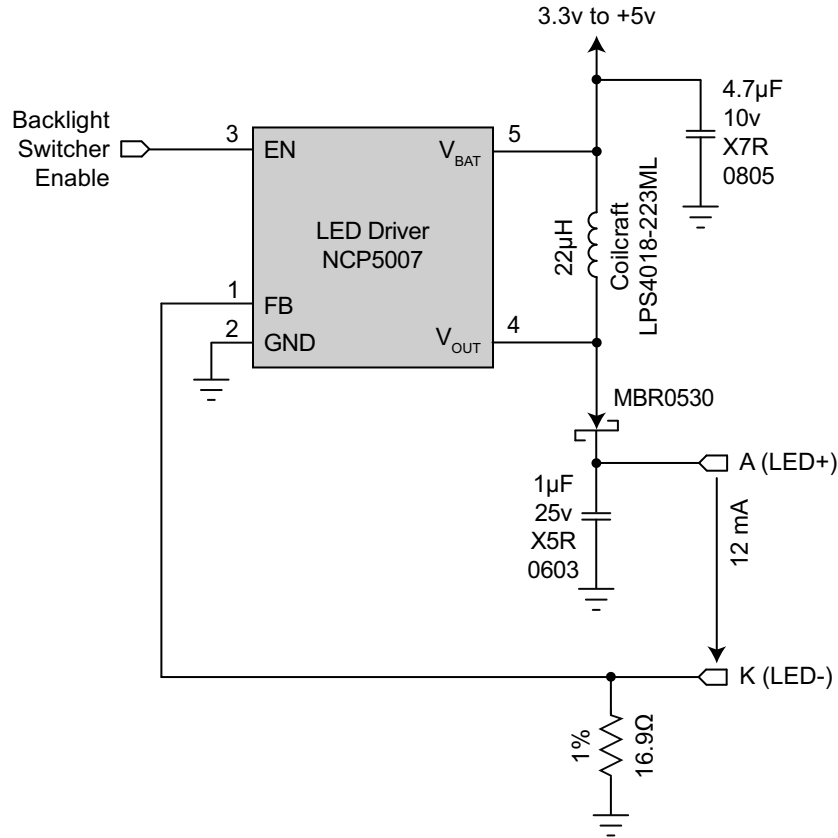 3.3v to +5v
4.7µF
10v
X7R
0805
Backlight
Switcher
Enable
3
EN
5
V_BAT
LED Driver
NCP5007
22µH
Coilcraft
LPS4018-223ML
1
FB
2
GND
4
V_OUT
MBR0530
A (LED+)
1µF
25v
X5R
0603
12 mA
K (LED-)
1%
16.9Ω